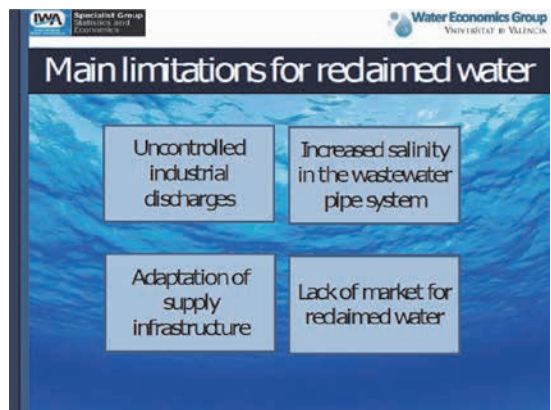 IWA
Specialist Group
Statistics and
Economics
Water Economics Group
VNIVERSITAT DE VALÈNCIA
Main limitations for reclaimed water
Uncontrolled
industrial
discharges
Increased salinity
in the wastewater
pipe system
Adaptation of
supply
infrastructure
Lack of market for
reclaimed water